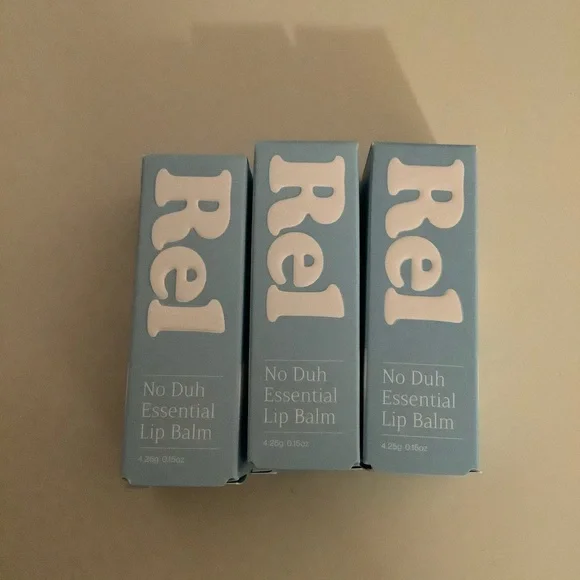 Rel
No Duh
Essential
Lip Balm
4.25g 0.15oz
Rel
No Duh
Essential
Lip Balm
4.25g 0.15oz
Rel
No Duh
Essential
Lip Balm
4.25g 0.15oz